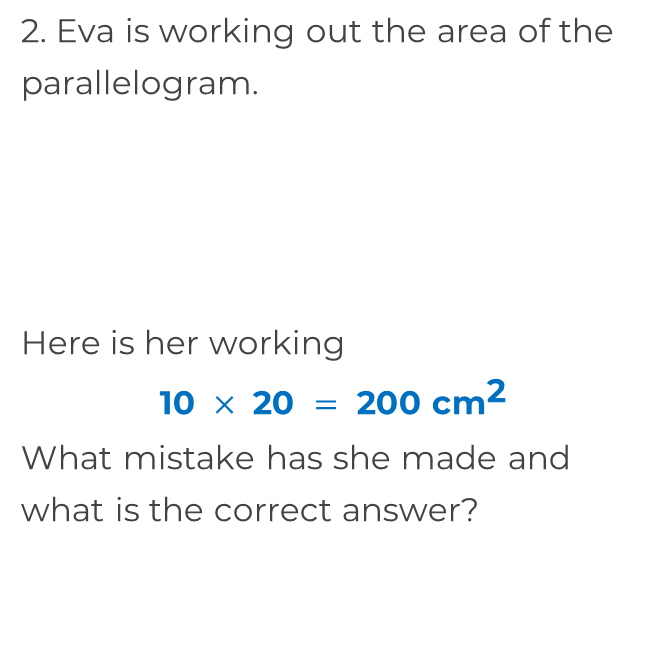 2. Eva is working out the area of the
parallelogram.
Here is her working
10 × 20 = 200 cm²
What mistake has she made and
what is the correct answer?